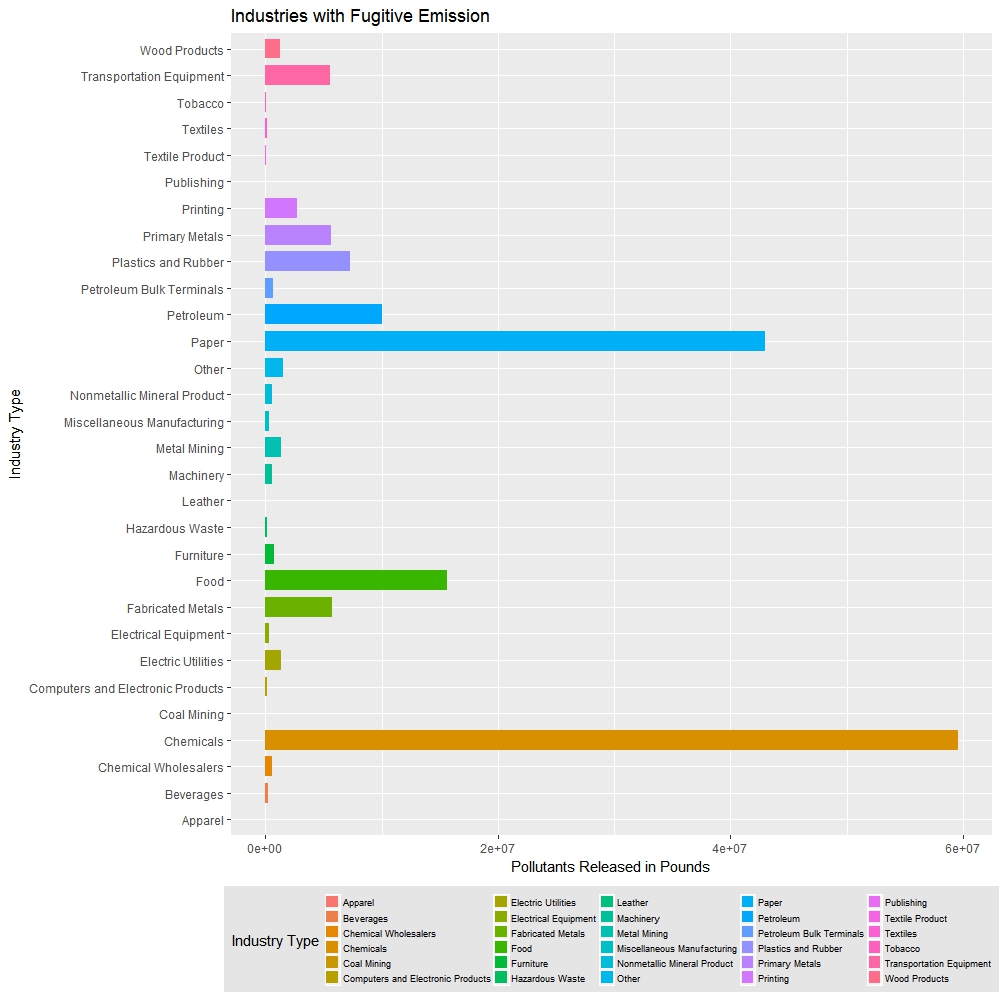 Industries with Fugitive Emission
Wood Products
Transportation Equipment
Tobacco
Textiles
Textile Product
Publishing
Printing
Primary Metals
Plastics and Rubber
Petroleum Bulk Terminals
Petroleum
Paper
Other
Nonmetallic Mineral Product
Miscellaneous Manufacturing
Metal Mining
Machinery
Leather
Hazardous Waste
Furniture
Food
Fabricated Metals
Electrical Equipment
Electric Utilities
Computers and Electronic Products
Coal Mining
Chemicals
Chemical Wholesalers
Beverages
Apparel
Industry Type
0e+00 2e+07 4e+07 6e+07
Pollutants Released in Pounds
Industry Type
Apparel
Beverages
Chemical Wholesalers
Chemicals
Coal Mining
Computers and Electronic Products
Electric Utilities
Electrical Equipment
Fabricated Metals
Food
Furniture
Hazardous Waste
Leather
Machinery
Metal Mining
Miscellaneous Manufacturing
Nonmetallic Mineral Product
Other
Paper
Petroleum
Petroleum Bulk Terminals
Plastics and Rubber
Primary Metals
Printing
Publishing
Textile Product
Textiles
Tobacco
Transportation Equipment
Wood Products